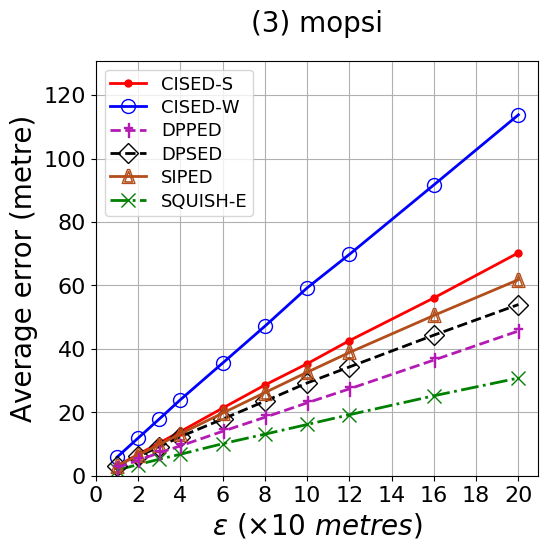 (3) mopsi
Average error (metre)
120
100
80
60
40
20
0
CISED-S
CISED-W
DPPED
DPSED
SIPED
SQUISH-E
0 2 4 6 8 10 12 14 16 18 20
ε (×10 metres)